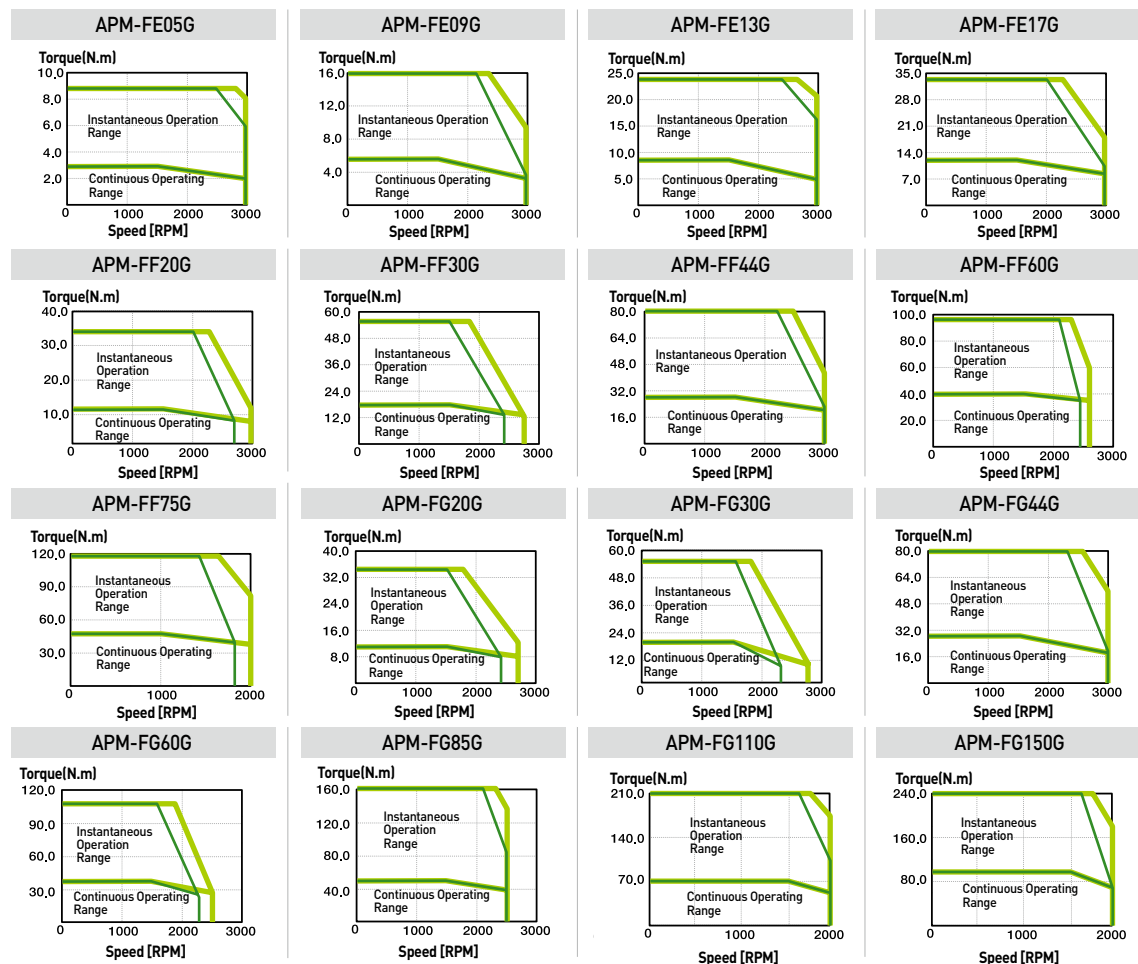 APM-FE05G
Torque(N.m)
10,0
8,0
6,0
4,0
2,0
Instantaneous Operation
Range
Continuous Operating
Range
0 1000 2000 3000
Speed [RPM]
APM-FE09G
Torque(N.m)
16,0
12,0
8,0
4,0
Instantaneous Operation
Range
Continuous Operating
Range
0 1000 2000 3000
Speed [RPM]
APM-FE13G
Torque(N.m)
25,0
20,0
15,0
10,0
5,0
Instantaneous Operation
Range
Continuous Operating
Range
0 1000 2000 3000
Speed [RPM]
APM-FE17G
Torque(N.m)
35,0
28,0
21,0
14,0
7,0
Instantaneous Operation
Range
Continuous Operating
Range
0 1000 2000 3000
Speed [RPM]
APM-FF20G
Torque(N.m)
40,0
30,0
20,0
10,0
Instantaneous
Operation
Range
Continuous Operating
Range
0 1000 2000 3000
Speed [RPM]
APM-FF30G
Torque(N.m)
60,0
48,0
36,0
24,0
12,0
Instantaneous
Operation
Range
Continuous Operating
Range
0 1000 2000 3000
Speed [RPM]
APM-FF44G
Torque(N.m)
80,0
64,0
48,0
32,0
16,0
Instantaneous Operation
Range
Continuous Operating
Range
0 1000 2000 3000
Speed [RPM]
APM-FF60G
Torque(N.m)
100,0
80,0
60,0
40,0
20,0
Instantaneous
Operation
Range
Continuous
Operating
Range
0 1000 2000 3000
Speed [RPM]
APM-FF75G
Torque(N.m)
120,0
90,0
60,0
30,0
Instantaneous
Operation
Range
Continuous Operating
Range
0 1000 2000
Speed [RPM]
APM-FG20G
Torque(N.m)
40,0
32,0
24,0
16,0
8,0
Instantaneous
Operation
Range
Continuous Operating
Range
0 1000 2000 3000
Speed [RPM]
APM-FG30G
Torque(N.m)
60,0
48,0
36,0
24,0
12,0
Instantaneous
Operation
Range
Continuous Operating
Range
0 1000 2000 3000
Speed [RPM]
APM-FG44G
Torque(N.m)
80,0
64,0
48,0
32,0
16,0
Instantaneous
Operation
Range
Continuous Operating
Range
0 1000 2000 3000
Speed [RPM]
APM-FG60G
Torque(N.m)
120,0
90,0
60,0
30,0
Instantaneous
Operation
Range
Continuous Operating
Range
0 1000 2000 3000
Speed [RPM]
APM-FG85G
Torque(N.m)
160,0
120,0
80,0
40,0
Instantaneous
Operation
Range
Continuous Operating
Range
0 1000 2000 3000
Speed [RPM]
APM-FG110G
Torque(N.m)
210,0
140,0
70,0
Instantaneous
Operation
Range
Continuous Operating
Range
0 1000 2000
Speed [RPM]
APM-FG150G
Torque(N.m)
240,0
160,0
80,0
Instantaneous
Operation
Range
Continuous Operating
Range
0 1000 2000
Speed [RPM]